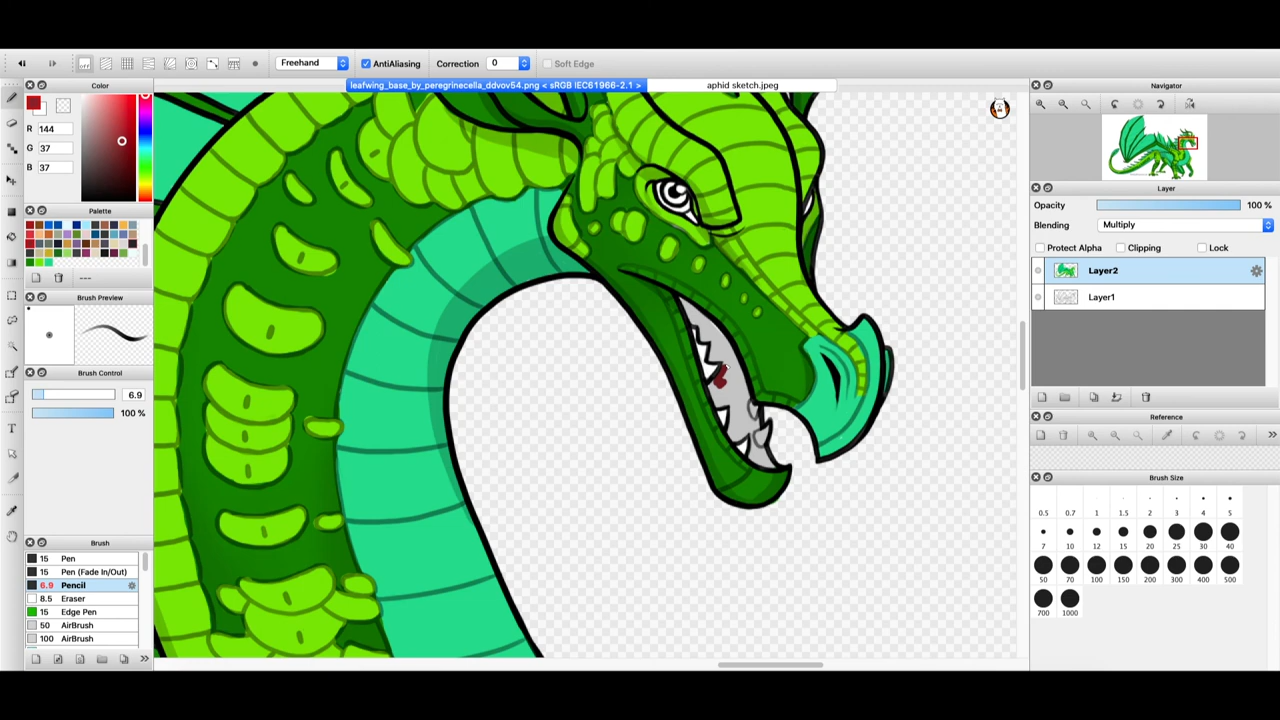 Freehand AntiAliasing Correction 0 Soft Edge
Color leafwing_base_by_peregrinecella_ddvov54.png < sRGB IEC61966-2.1 > aphid sketch.jpeg Navigator
R 144
G 37
B 37
Layer
Opacity 100 %
Palette
Blending Multiply
Protect Alpha Clipping Lock
Layer2
---
Brush Preview Layer1
Brush Control
6.9
100 %
Reference
Brush Size
0.5 0.7 1 1.5 2 3 4 5
7 10 12 15 20 25 30 40
Brush
15 Pen
15 Pen (Fade In/Out)
50 70 100 150 200 300 400 500
6.9 Pencil
8.5 Eraser
15 Edge Pen
700 1000
50 AirBrush
100 AirBrush